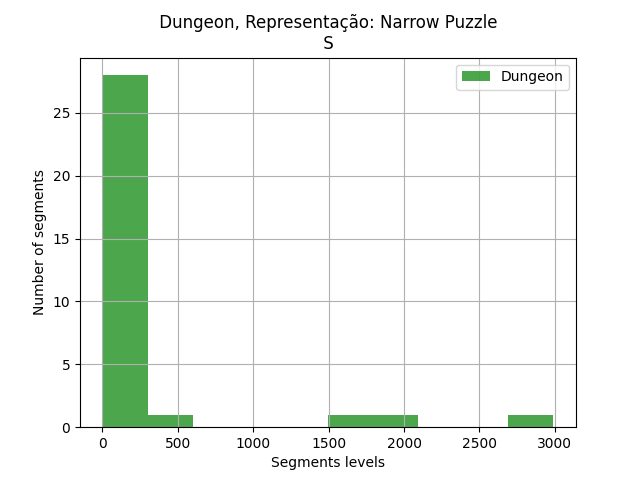 Dungeon, Representação: Narrow Puzzle
S
Dungeon
Number of segments
25
20
15
10
5
0
0 500 1000 1500 2000 2500 3000
Segments levels